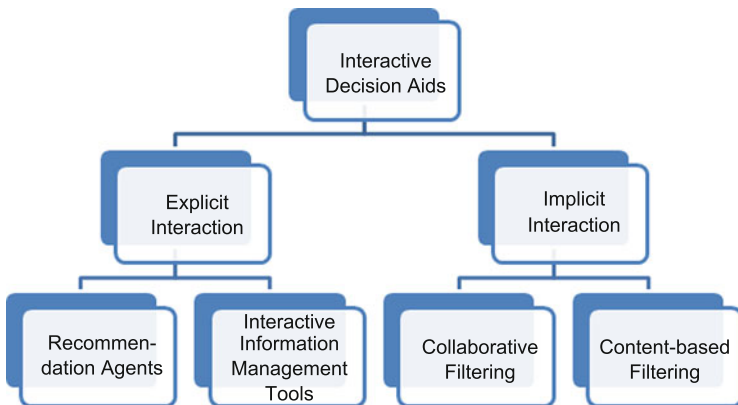 Interactive
Decision Aids
Explicit
Interaction
Implicit
Interaction
Recommen-
dation Agents
Interactive
Information
Management
Tools
Collaborative
Filtering
Content-based
Filtering